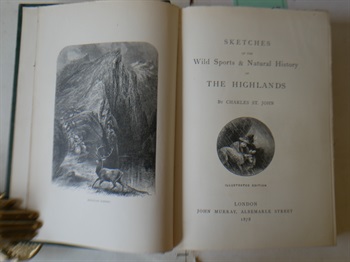 SKETCHES
OF THE
Wild Sports & Natural History
OF
THE HIGHLANDS
BY CHARLES ST. JOHN
ILLUSTRATED EDITION
LONDON
JOHN MURRAY, ALBEMARLE STREET
1878